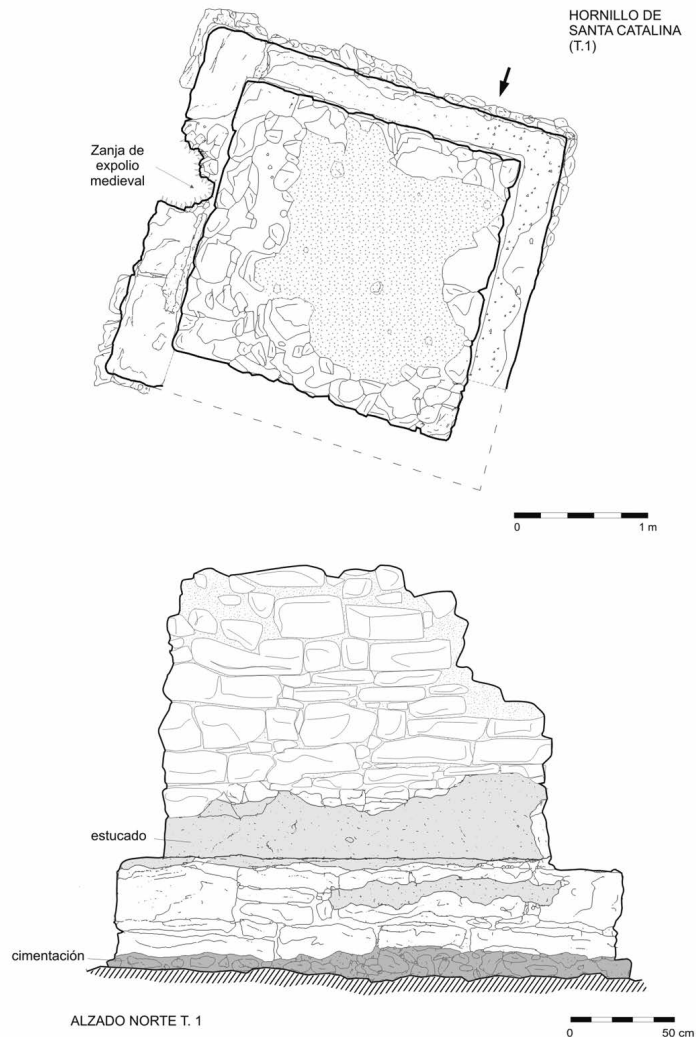 HORNILLO DE
SANTA CATALINA
(T.1)
Zanja de
expolio
medieval
0 1 m
estucado
cimentación
ALZADO NORTE T. 1
0 50 cm